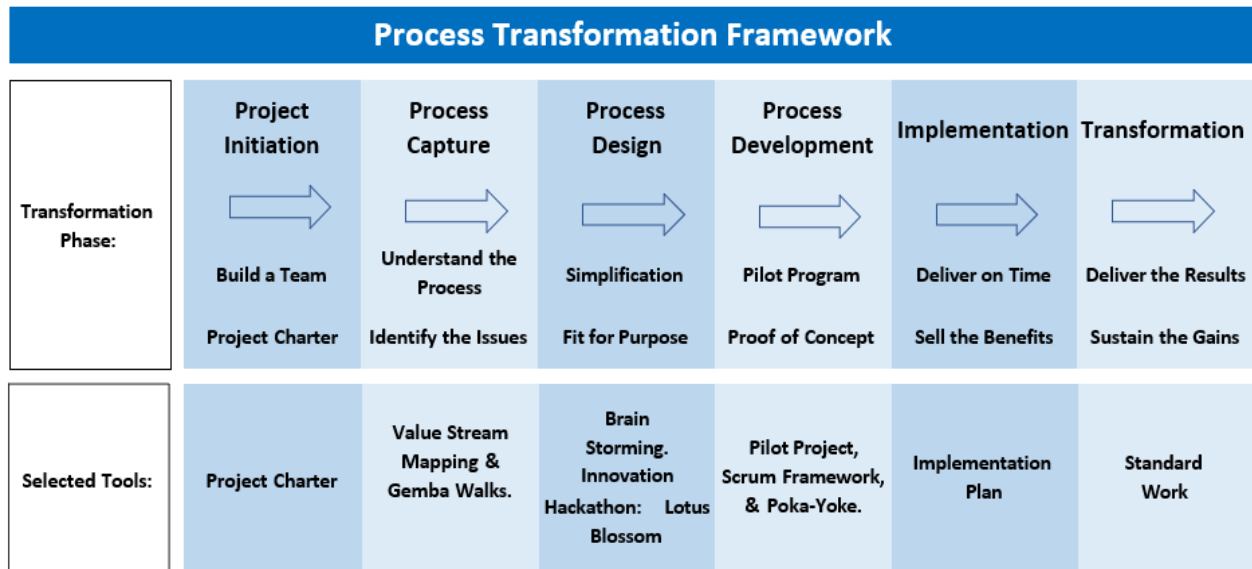 Process Transformation Framework
Transformation
Phase:
Project
Initiation
Build a Team
Project Charter
Process
Capture
Understand the
Process
Identify the Issues
Process
Design
Simplification
Fit for Purpose
Process
Development
Pilot Program
Proof of Concept
Implementation
Deliver on Time
Sell the Benefits
Transformation
Deliver the Results
Sustain the Gains
Selected Tools:
Project Charter
Value Stream
Mapping &
Gemba Walks.
Brain
Storming.
Innovation
Hackathon: Lotus
Blossom
Pilot Project,
Scrum Framework,
& Poka-Yoke.
Implementation
Plan
Standard
Work